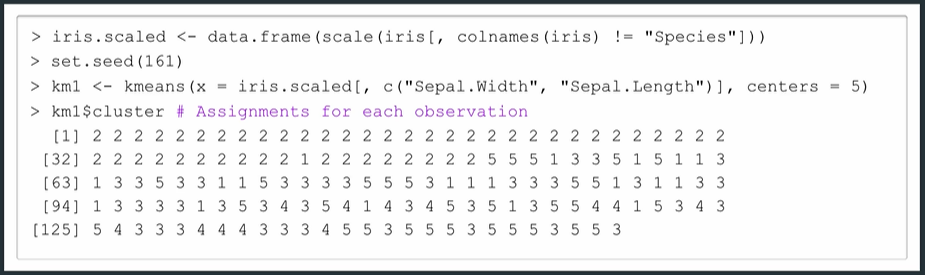 > iris.scaled <- data.frame(scale(iris[, colnames(iris) != "Species"]))
> set.seed(161)
> km1 <- kmeans(x = iris.scaled[, c("Sepal.Width", "Sepal.Length")], centers = 5)
> km1$cluster # Assignments for each observation
[1] 2 2 2 2 2 2 2 2 2 2 2 2 2 2 2 2 2 2 2 2 2 2 2 2 2 2 2 2 2 2 2
[32] 2 2 2 2 2 2 2 2 2 2 1 2 2 2 2 2 2 2 2 5 5 5 1 3 3 5 1 5 1 1 3
[63] 1 3 3 5 3 3 1 1 5 3 3 3 3 5 5 5 3 1 1 1 3 3 3 5 5 1 3 1 1 3 3
[94] 1 3 3 3 3 1 3 5 3 4 3 5 4 1 4 3 4 5 3 5 1 3 5 5 4 4 1 5 3 4 3
[125] 5 4 3 3 3 4 4 4 3 3 3 4 5 5 3 5 5 5 3 5 5 5 3 5 5 3